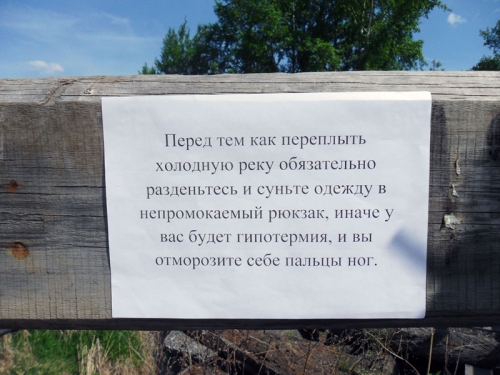 Перед тем как переплыть
холодную реку обязательно
разденьтесь и суньте одежду в
непромокаемый рюкзак, иначе у
вас будет гипотермия, и вы
отморозите себе пальцы ног.